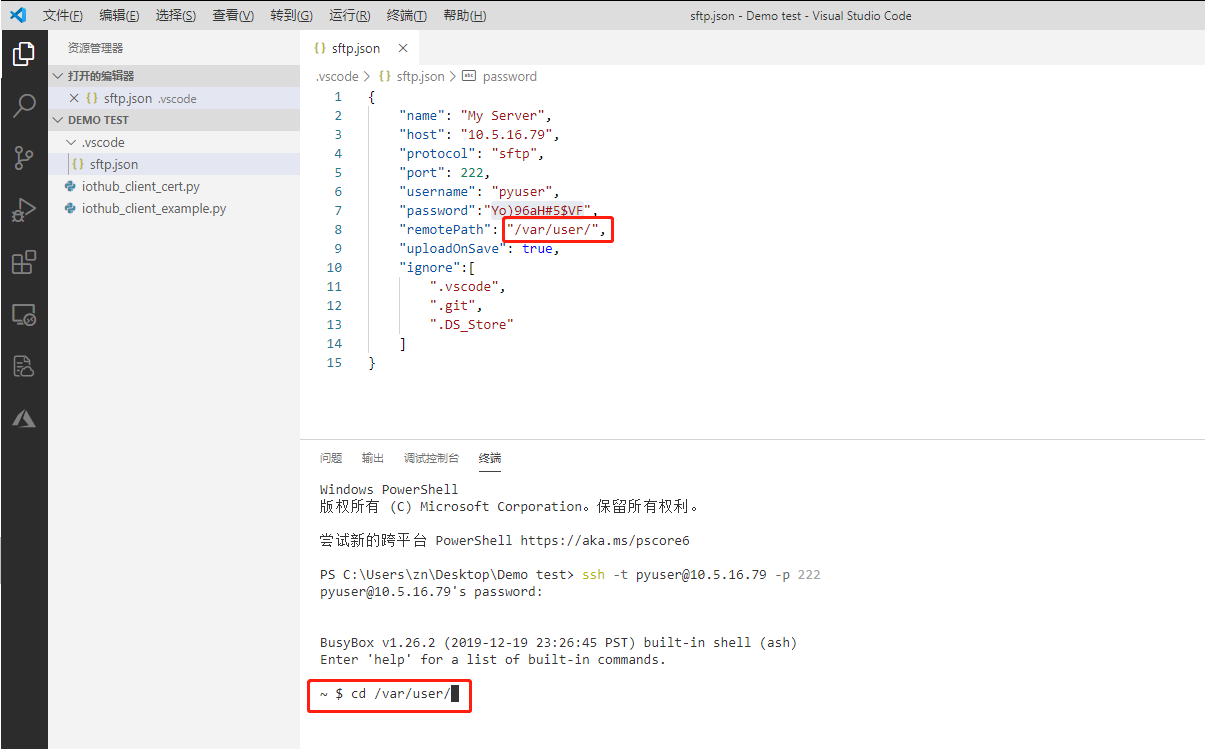 文件(F) 编辑(E) 选择(S) 查看(V) 转到(G) 运行(R) 终端(T) 帮助(H) sftp.json - Demo test - Visual Studio Code
资源管理器
打开的编辑器
{} sftp.json .vscode
DEMO TEST
.vscode
{} sftp.json
iothub_client_cert.py
iothub_client_example.py
{} sftp.json
.vscode > {} sftp.json > abc password
1 {
2 "name": "My Server",
3 "host": "10.5.16.79",
4 "protocol": "sftp",
5 "port": 222,
6 "username": "pyuser",
7 "password":"Yo)96aH#5$VF",
8 "remotePath": "/var/user/",
9 "uploadOnSave": true,
10 "ignore":[
11 ".vscode",
12 ".git",
13 ".DS_Store"
14 ]
15 }
问题 输出 调试控制台 终端
Windows PowerShell
版权所有 (C) Microsoft Corporation。保留所有权利。
尝试新的跨平台 PowerShell https://aka.ms/pscore6
PS C:\Users\zn\Desktop\Demo test> ssh -t pyuser@10.5.16.79 -p 222
pyuser@10.5.16.79's password:
BusyBox v1.26.2 (2019-12-19 23:26:45 PST) built-in shell (ash)
Enter 'help' for a list of built-in commands.
~ $ cd /var/user/